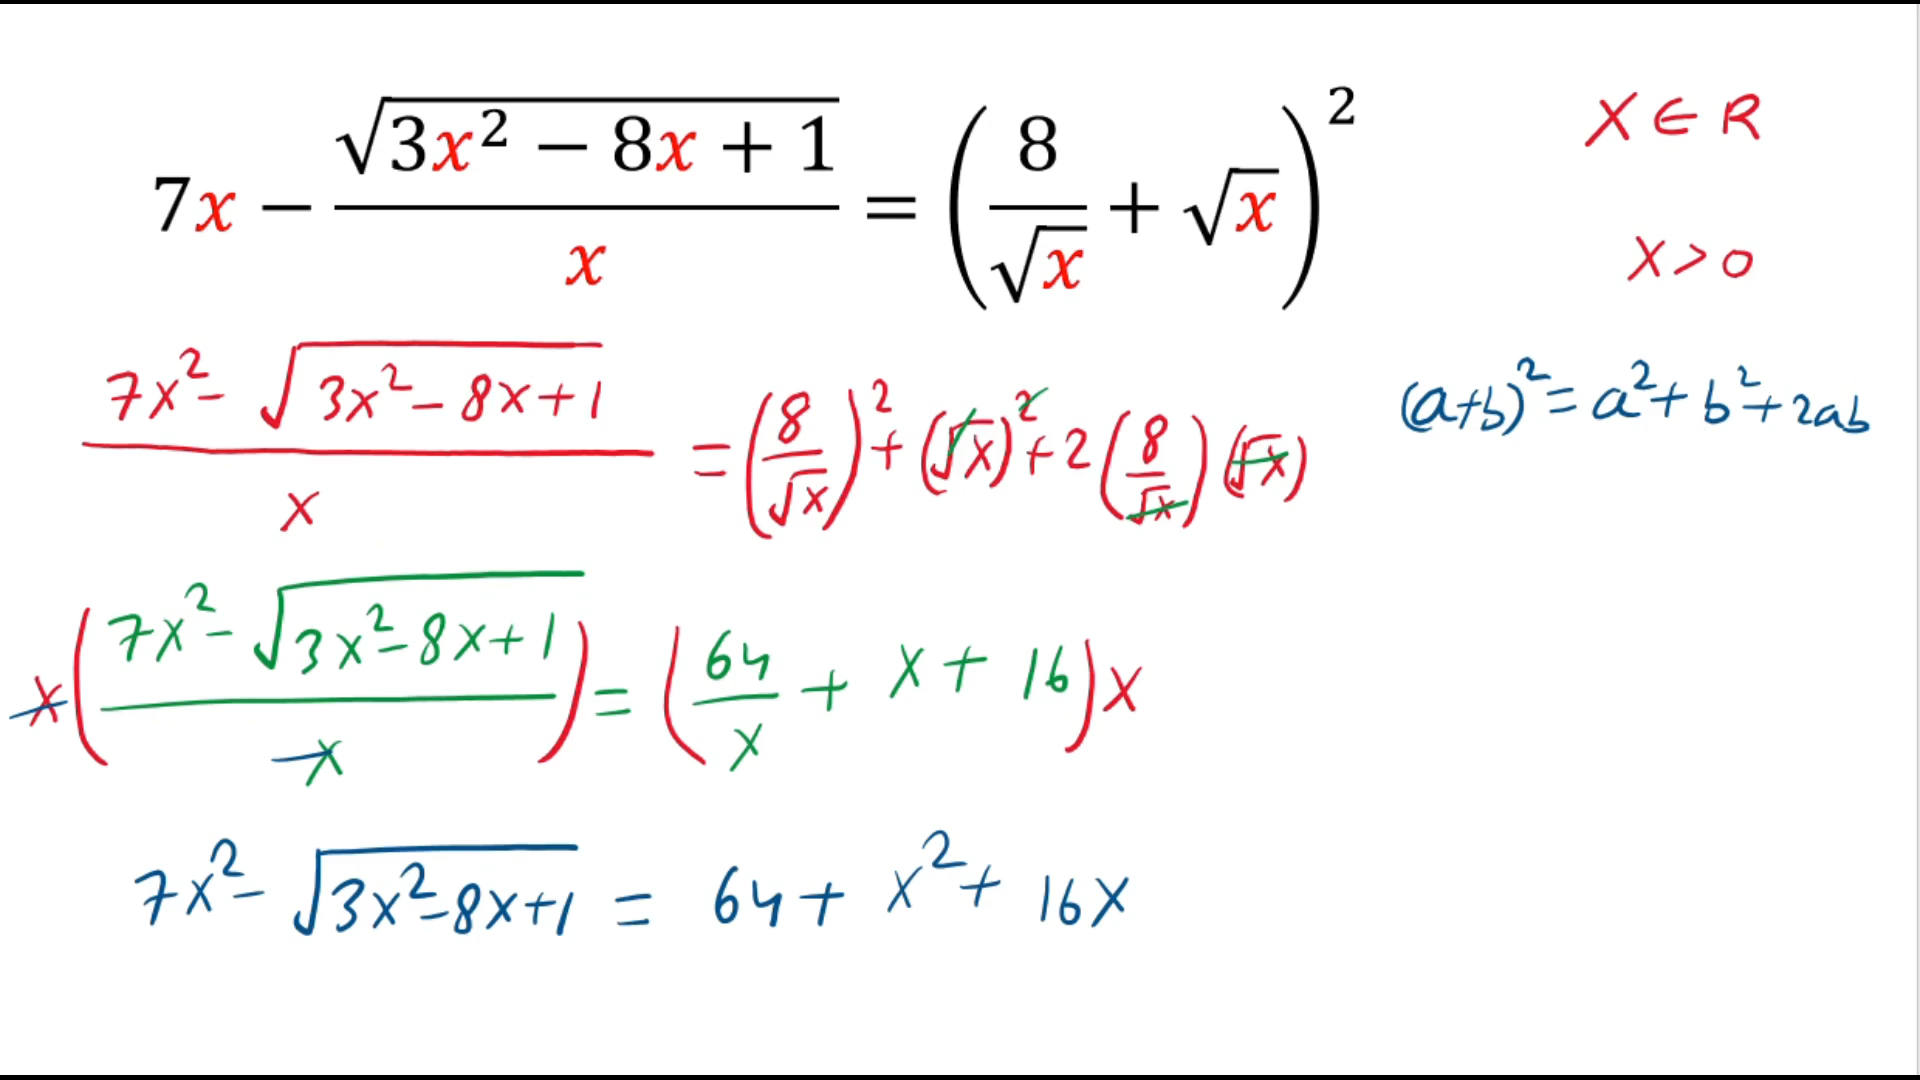 7x − √(3x² − 8x + 1) / x = (8/√x + √x)²
x ∈ R
x > 0
(7x² − √(3x² − 8x + 1)) / x = (8/√x)² + (√x)² + 2(8/√x)(√x)
(a+b)² = a² + b² + 2ab
x((7x² − √(3x² − 8x + 1)) / x) = (64/x + x + 16)x
7x² − √(3x² − 8x + 1) = 64 + x² + 16x